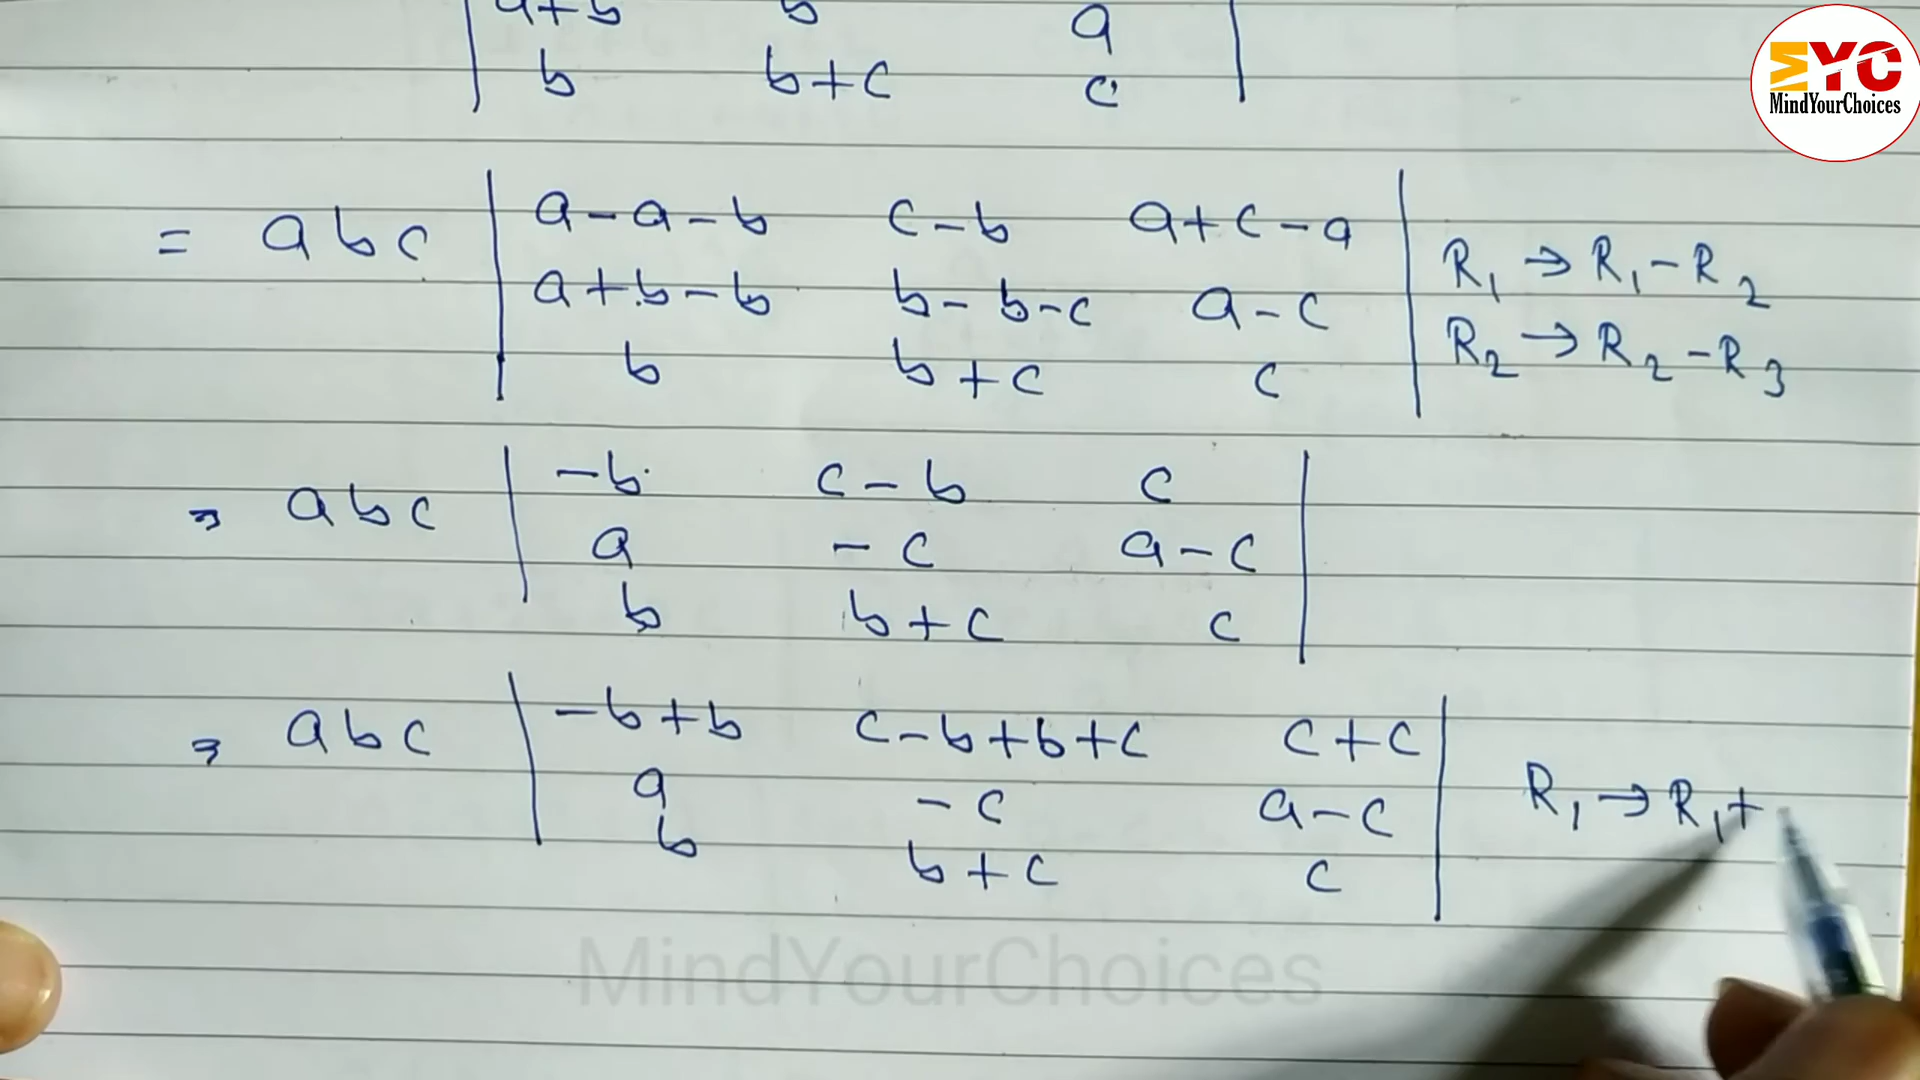 a+b b a
b b+c c
MYC
MindYourChoices
= abc | a-a-b c-b a+c-a | R₁ → R₁-R₂
a+b-b b-b-c a-c R₂ → R₂-R₃
b b+c c
= abc | -b c-b c |
a -c a-c
b b+c c
= abc | -b+b c-b+b+c c+c |
a -c a-c R₁ → R₁+
b b+c c
MindYourChoices